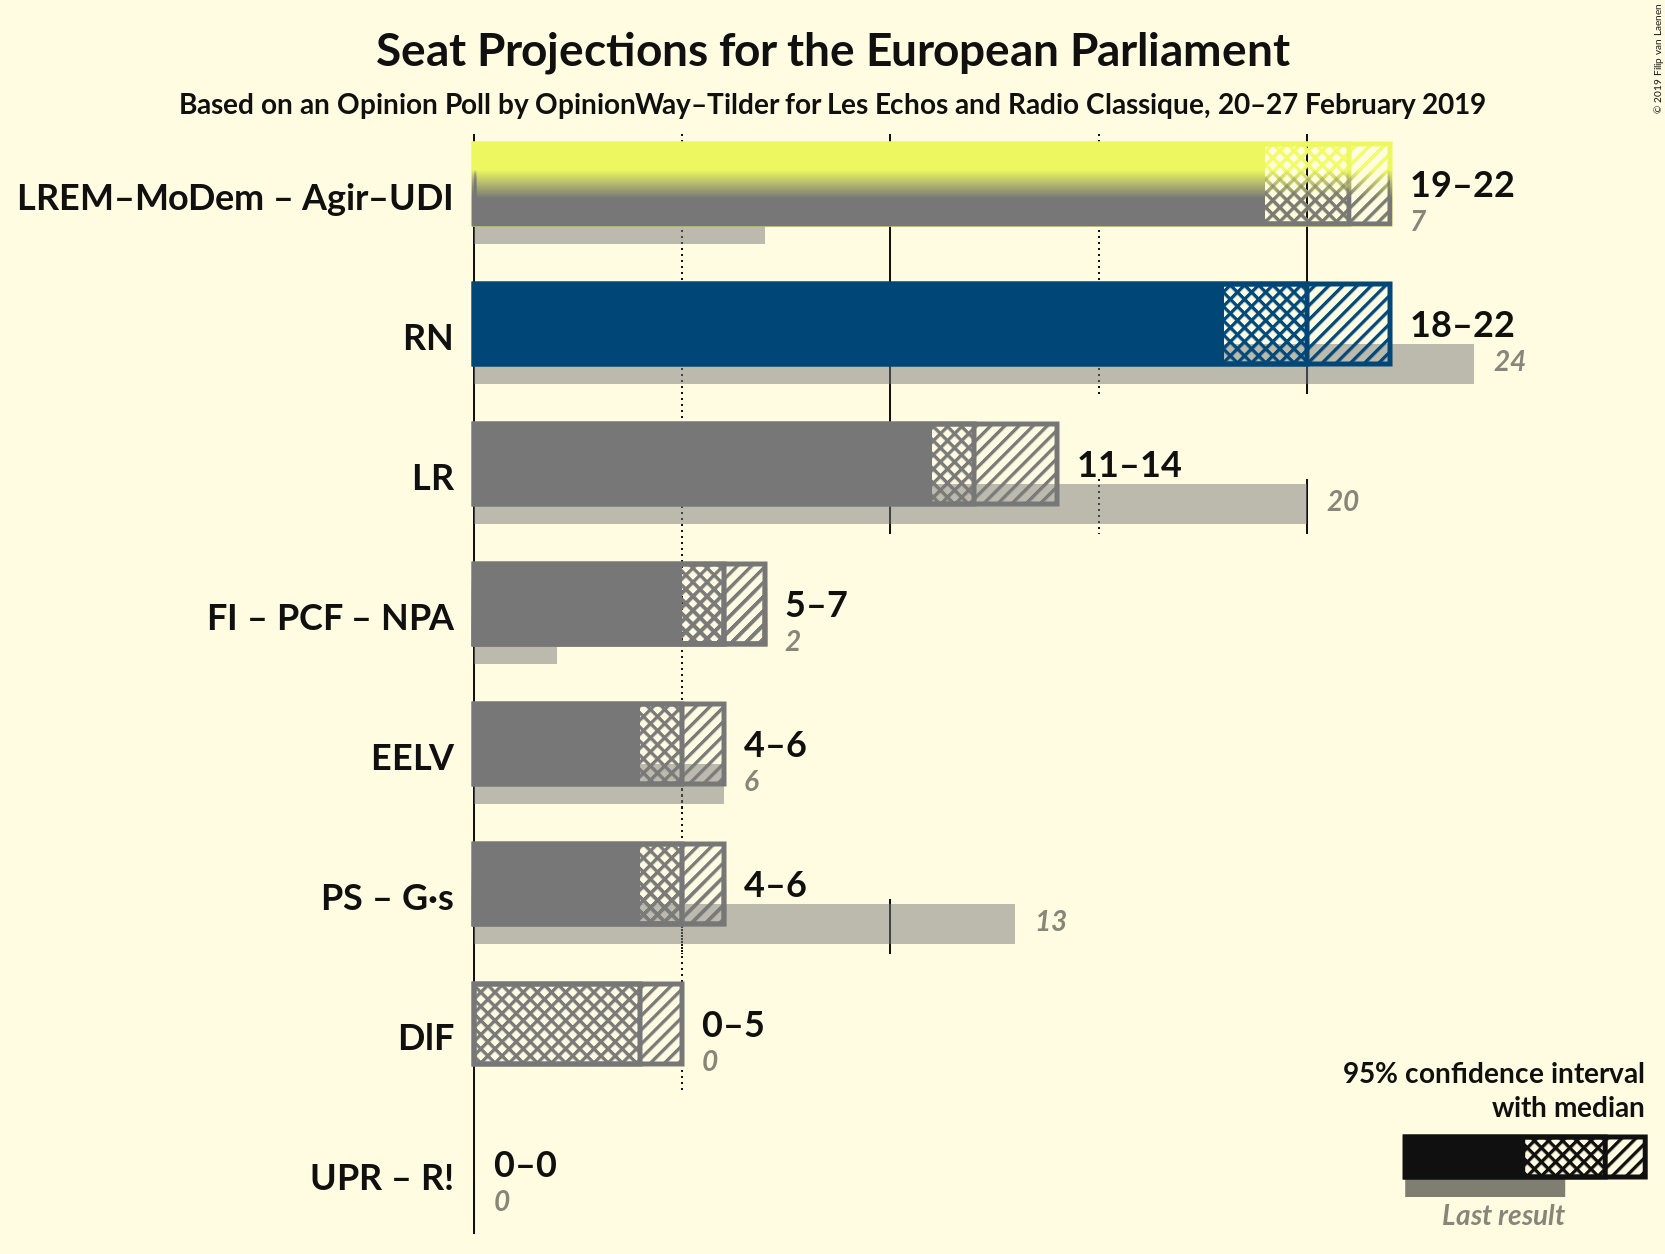 Seat Projections for the European Parliament
Based on an Opinion Poll by OpinionWay–Tilder for Les Echos and Radio Classique, 20–27 February 2019
© 2019 Filip van Laenen
LREM–MoDem – Agir–UDI
19–22
7
RN
18–22
24
LR
11–14
20
FI – PCF – NPA
5–7
2
EELV
4–6
6
PS – G·s
4–6
13
DlF
0–5
0
UPR – R!
0–0
0
95% confidence interval
with median
Last result